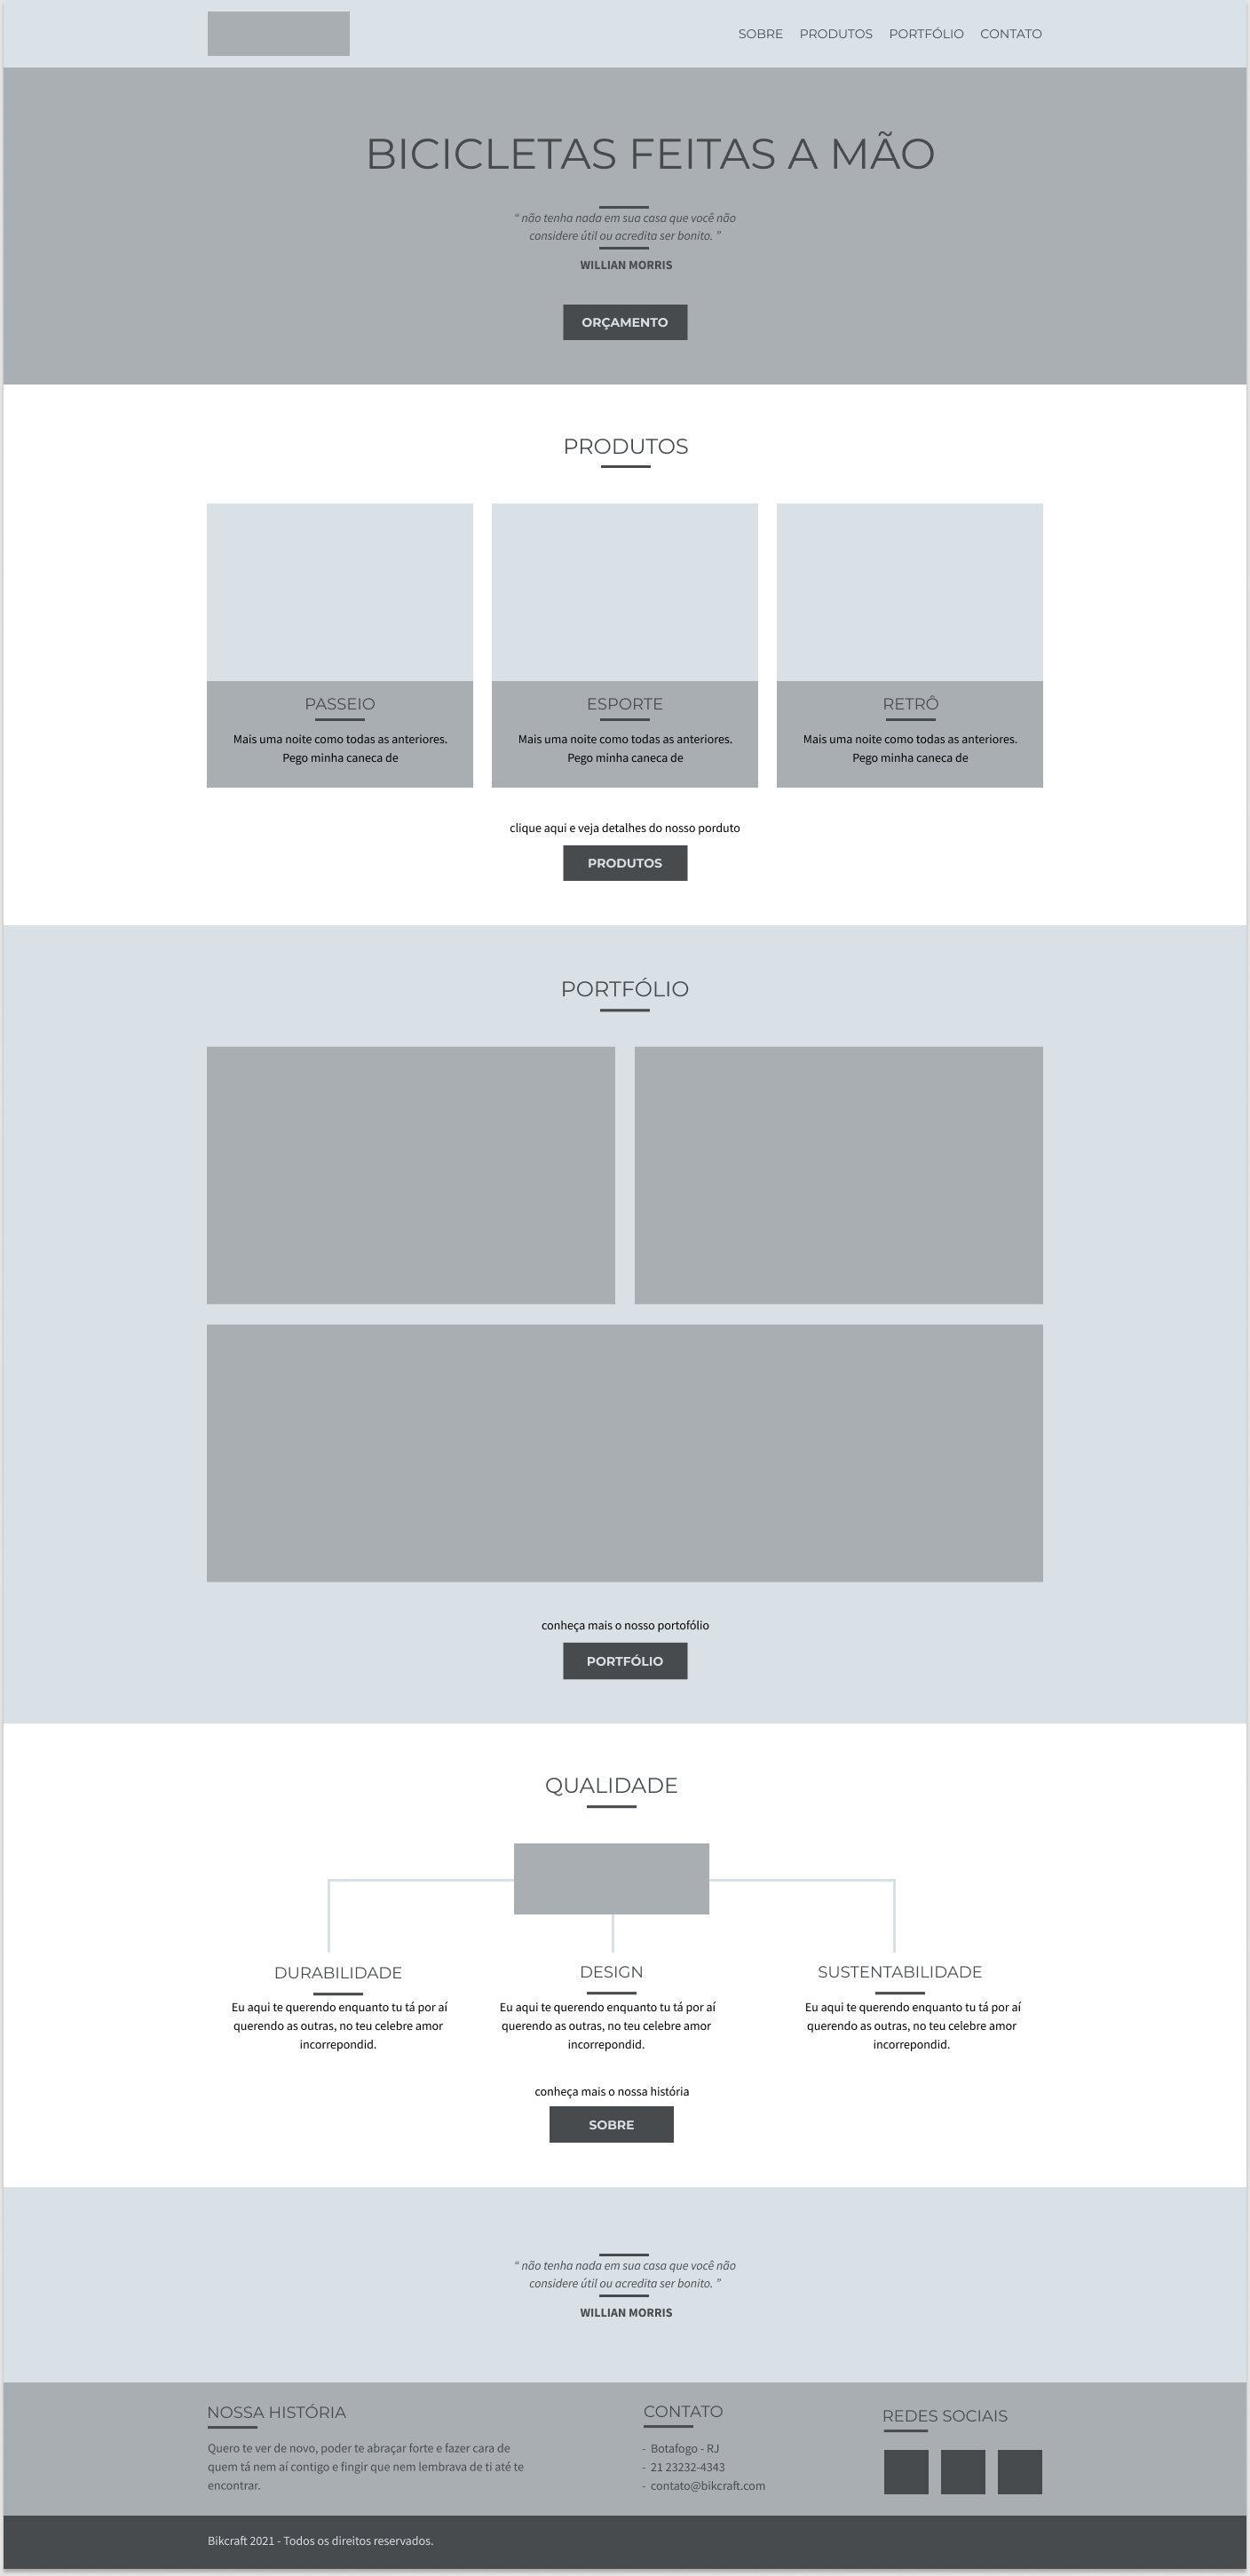 SOBRE PRODUTOS PORTFÓLIO CONTATO
BICICLETAS FEITAS A MÃO
“ não tenha nada em sua casa que você não
considere útil ou acredita ser bonito. ”
WILLIAN MORRIS
ORÇAMENTO
PRODUTOS
PASSEIO
Mais uma noite como todas as anteriores.
Pego minha caneca de
ESPORTE
Mais uma noite como todas as anteriores.
Pego minha caneca de
RETRÔ
Mais uma noite como todas as anteriores.
Pego minha caneca de
clique aqui e veja detalhes do nosso porduto
PRODUTOS
PORTFÓLIO
conheça mais o nosso portofólio
PORTFÓLIO
QUALIDADE
DURABILIDADE
Eu aqui te querendo enquanto tu tá por aí
querendo as outras, no teu celebre amor
incorrepondid.
DESIGN
Eu aqui te querendo enquanto tu tá por aí
querendo as outras, no teu celebre amor
incorrepondid.
SUSTENTABILIDADE
Eu aqui te querendo enquanto tu tá por aí
querendo as outras, no teu celebre amor
incorrepondid.
conheça mais o nossa história
SOBRE
“ não tenha nada em sua casa que você não
considere útil ou acredita ser bonito. ”
WILLIAN MORRIS
NOSSA HISTÓRIA
Quero te ver de novo, poder te abraçar forte e fazer cara de
quem tá nem aí contigo e fingir que nem lembrava de ti até te
encontrar.
CONTATO
- Botafogo - RJ
- 21 23232-4343
- contato@bikcraft.com
REDES SOCIAIS
Bikcraft 2021 - Todos os direitos reservados.